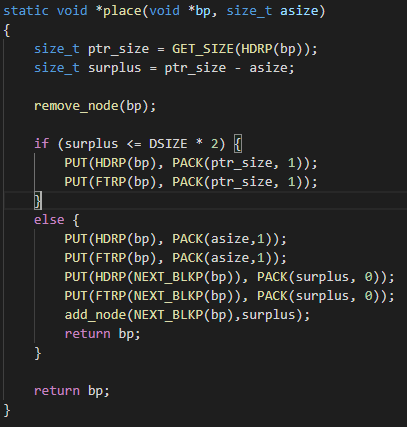 static void *place(void *bp, size_t asize)
{
    size_t ptr_size = GET_SIZE(HDRP(bp));
    size_t surplus = ptr_size - asize;

    remove_node(bp);

    if (surplus <= DSIZE * 2) {
        PUT(HDRP(bp), PACK(ptr_size, 1));
        PUT(FTRP(bp), PACK(ptr_size, 1));
    }
    else {
        PUT(HDRP(bp), PACK(asize,1));
        PUT(FTRP(bp), PACK(asize,1));
        PUT(HDRP(NEXT_BLKP(bp)), PACK(surplus, 0));
        PUT(FTRP(NEXT_BLKP(bp)), PACK(surplus, 0));
        add_node(NEXT_BLKP(bp),surplus);
        return bp;
    }

    return bp;
}